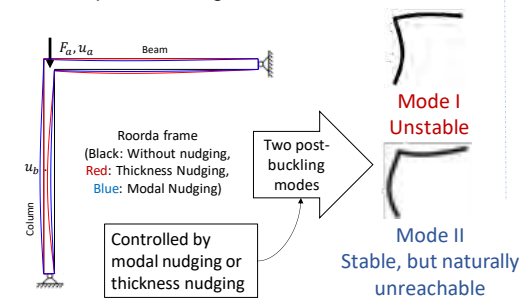 F_a, u_a
Beam
Roorda frame
(Black: Without nudging,
Red: Thickness Nudging,
Blue: Modal Nudging)
u_b
Column
Two post-
buckling
modes
Controlled by
modal nudging or
thickness nudging
Mode I
Unstable
Mode II
Stable, but naturally
unreachable